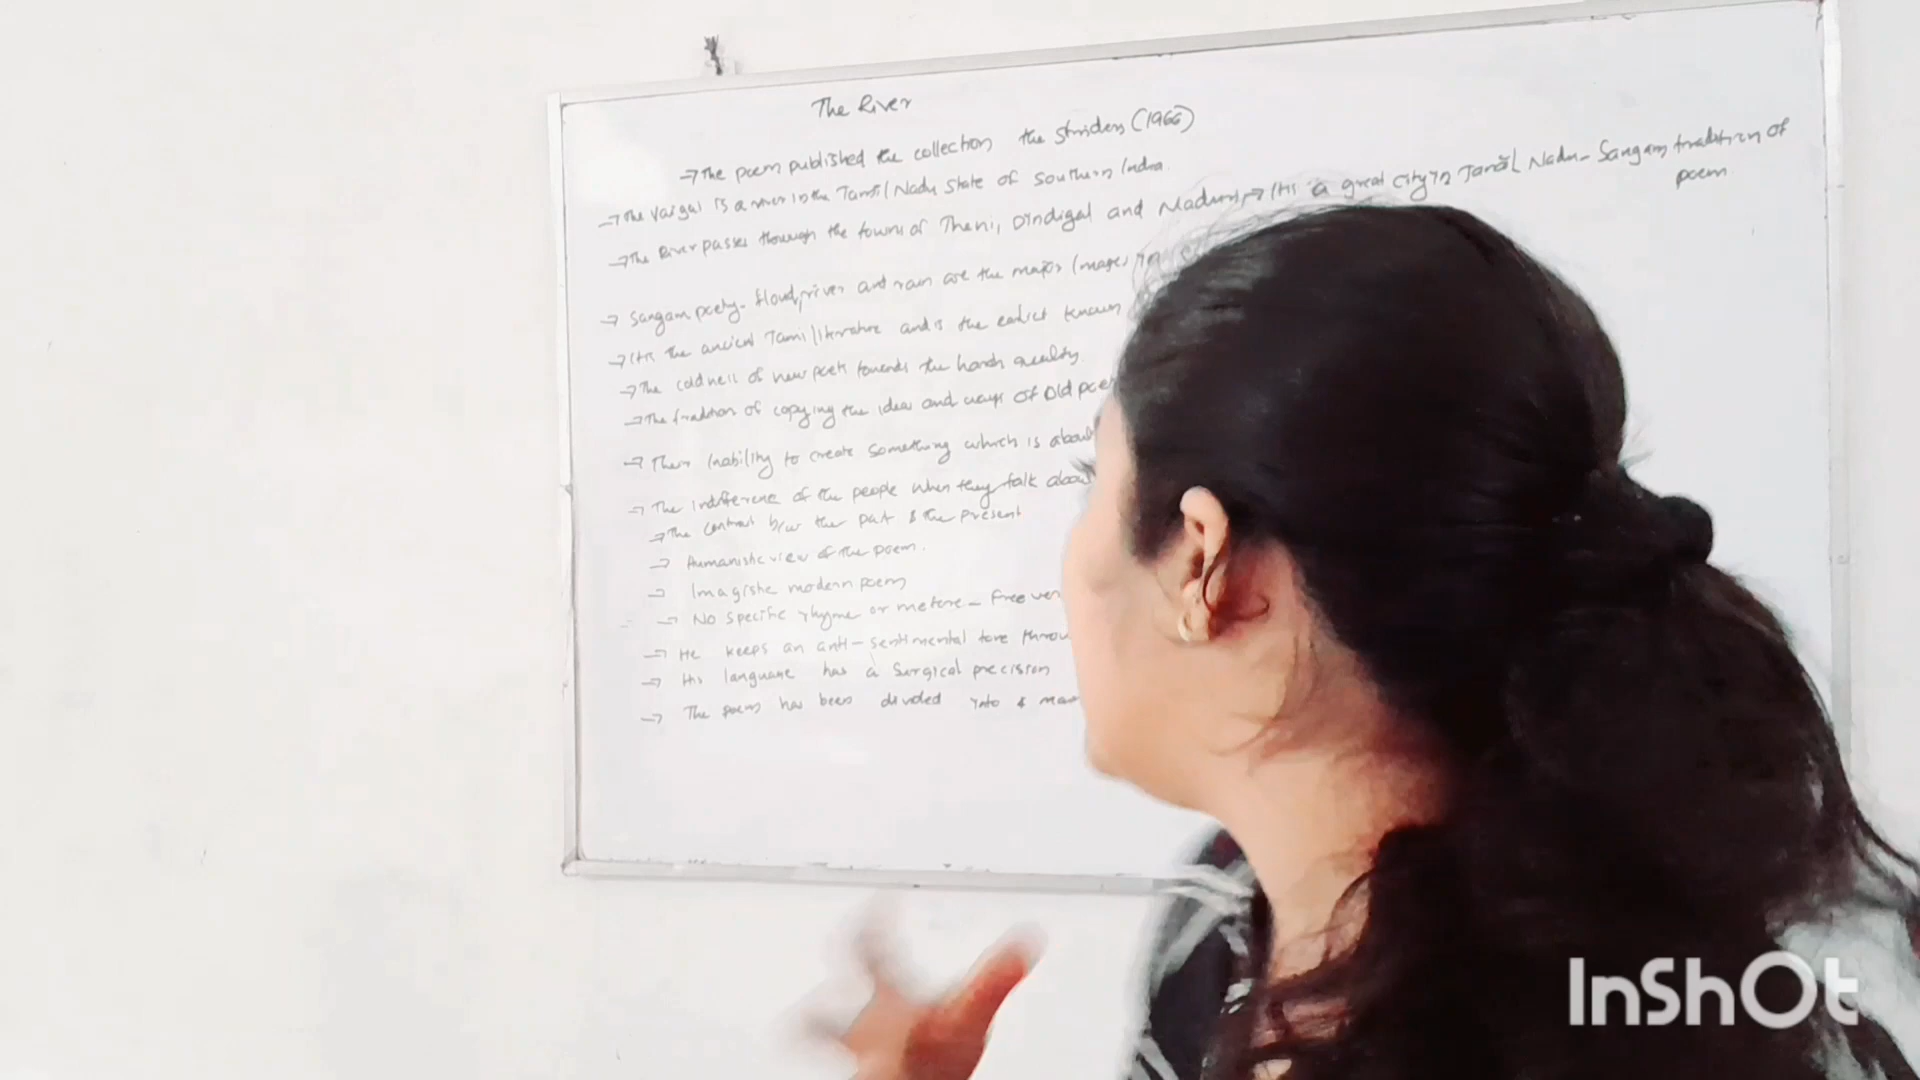 The River
→ The poem published the collection the Striders (1966)
→ The Vaigai is a river in the Tamil Nadu State of Southern India.
→ The River passes through the towns of Theni, Dindigal and Madurai → It is a great city in Tamil Nadu - Sangam tradition of
poem.
→ Sangam poetry - flood, river and rain are the major images in
→ It is the ancient Tamil literature and is the earliest known
→ The coldness of new poets towards the harsh reality.
→ The tradition of copying the ideas and ways of Old
→ Their inability to create something which is about
→ The indifference of the people when they talk about
→ The contrast b/w the past & the present
→ Humanistic view of the poem.
→ Imagistic modern poem
→ No specific rhyme or metere - Free
→ He keeps an anti-sentimental tone
→ His language has a surgical precision
→ The poem has been divided into
InShOt